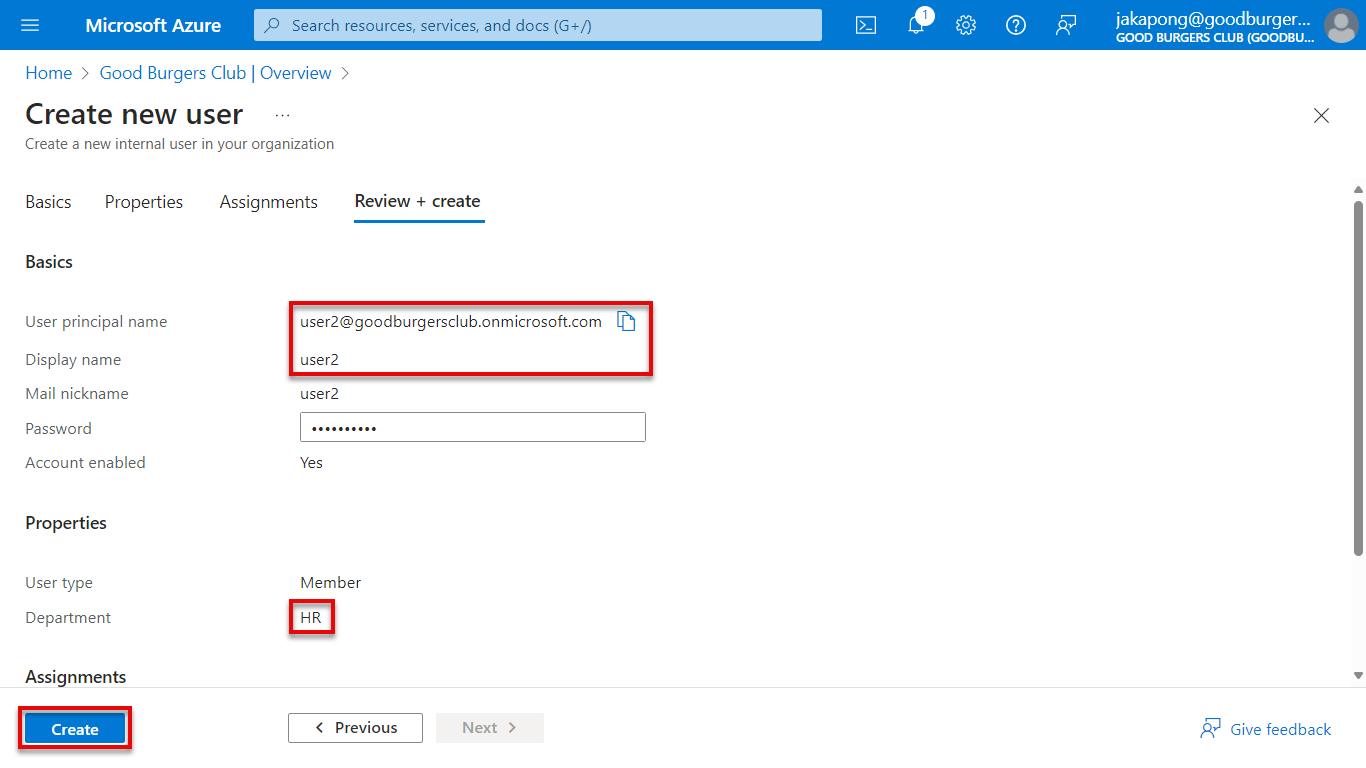 Microsoft Azure
Search resources, services, and docs (G+/)
1
jakapong@goodburger...
GOOD BURGERS CLUB (GOODBU...
Home > Good Burgers Club | Overview >
Create new user ...
Create a new internal user in your organization
Basics Properties Assignments Review + create
Basics
User principal name user2@goodburgersclub.onmicrosoft.com
Display name user2
Mail nickname user2
Password ••••••••••
Account enabled Yes
Properties
User type Member
Department HR
Assignments
Create < Previous Next > Give feedback